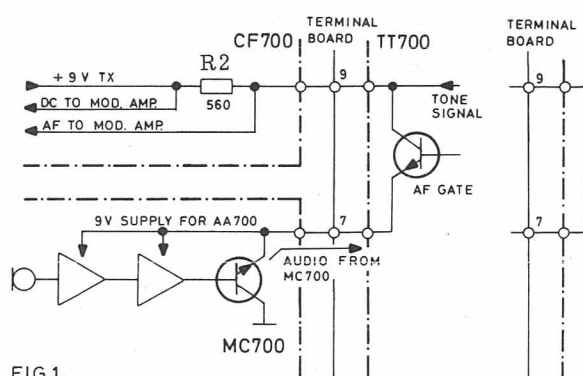 TERMINAL
BOARD
TERMINAL
BOARD
CF700
TT700
R2
+9V TX
560
9
9
DC TO MOD. AMP.
AF TO MOD. AMP.
TONE
SIGNAL
AF GATE
9V SUPPLY FOR AA700
7
7
AUDIO FROM
MC700
MC700
FIG.1